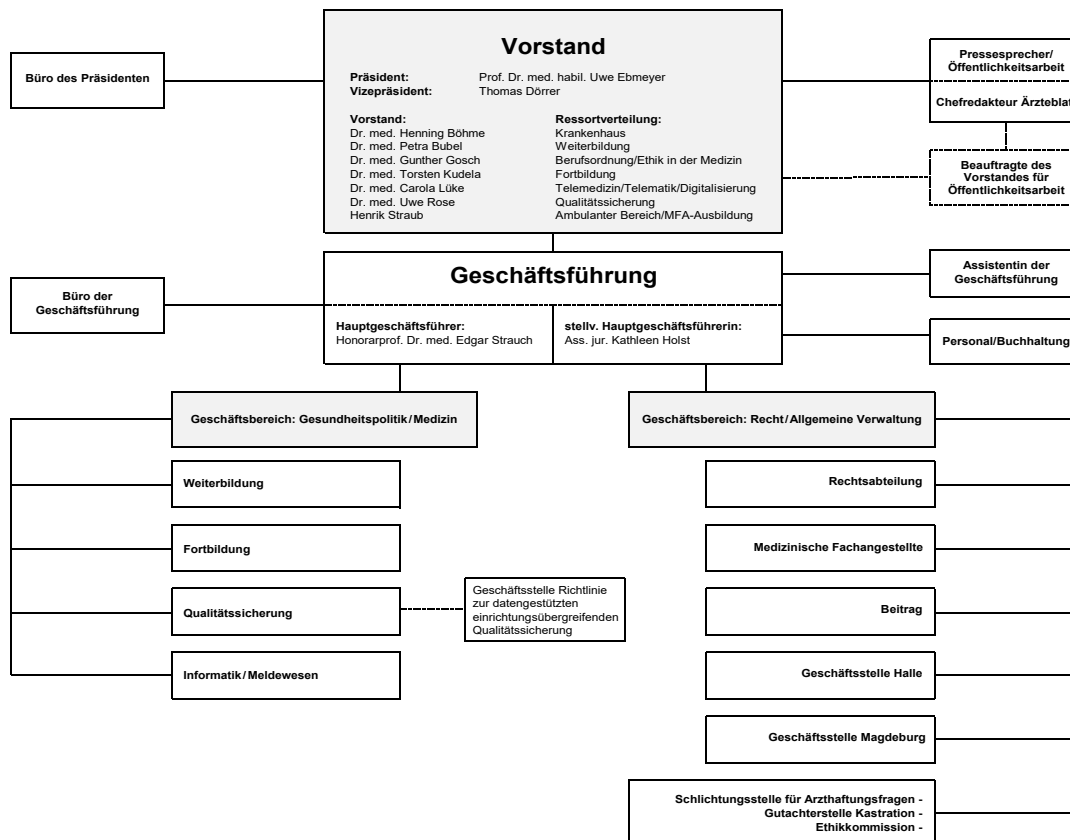 Vorstand
Büro des Präsidenten
Präsident: Prof. Dr. med. habil. Uwe Ebmeyer
Vizepräsident: Thomas Dörrer
Vorstand: Ressortverteilung:
Dr. med. Henning Böhme Krankenhaus
Dr. med. Petra Bubel Weiterbildung
Dr. med. Gunther Gosch Berufsordnung/Ethik in der Medizin
Dr. med. Torsten Kudela Fortbildung
Dr. med. Carola Lüke Telemedizin/Telematik/Digitalisierung
Dr. med. Uwe Rose Qualitätssicherung
Henrik Straub Ambulanter Bereich/MFA-Ausbildung
Pressesprecher/
Öffentlichkeitsarbeit
Chefredakteur Ärzteblat
Beauftragte des
Vorstandes für
Öffentlichkeitsarbeit
Geschäftsführung
Büro der
Geschäftsführung
Hauptgeschäftsführer:
Honorarprof. Dr. med. Edgar Strauch
stellv. Hauptgeschäftsführerin:
Ass. jur. Kathleen Holst
Assistentin der
Geschäftsführung
Personal/Buchhaltung
Geschäftsbereich: Gesundheitspolitik/Medizin
Weiterbildung
Fortbildung
Qualitätssicherung
Geschäftsstelle Richtlinie
zur datengestützten
einrichtungsübergreifenden
Qualitätssicherung
Informatik/Meldewesen
Geschäftsbereich: Recht/Allgemeine Verwaltung
Rechtsabteilung
Medizinische Fachangestellte
Beitrag
Geschäftsstelle Halle
Geschäftsstelle Magdeburg
Schlichtungsstelle für Arzthaftungsfragen -
Gutachterstelle Kastration -
Ethikkommission -